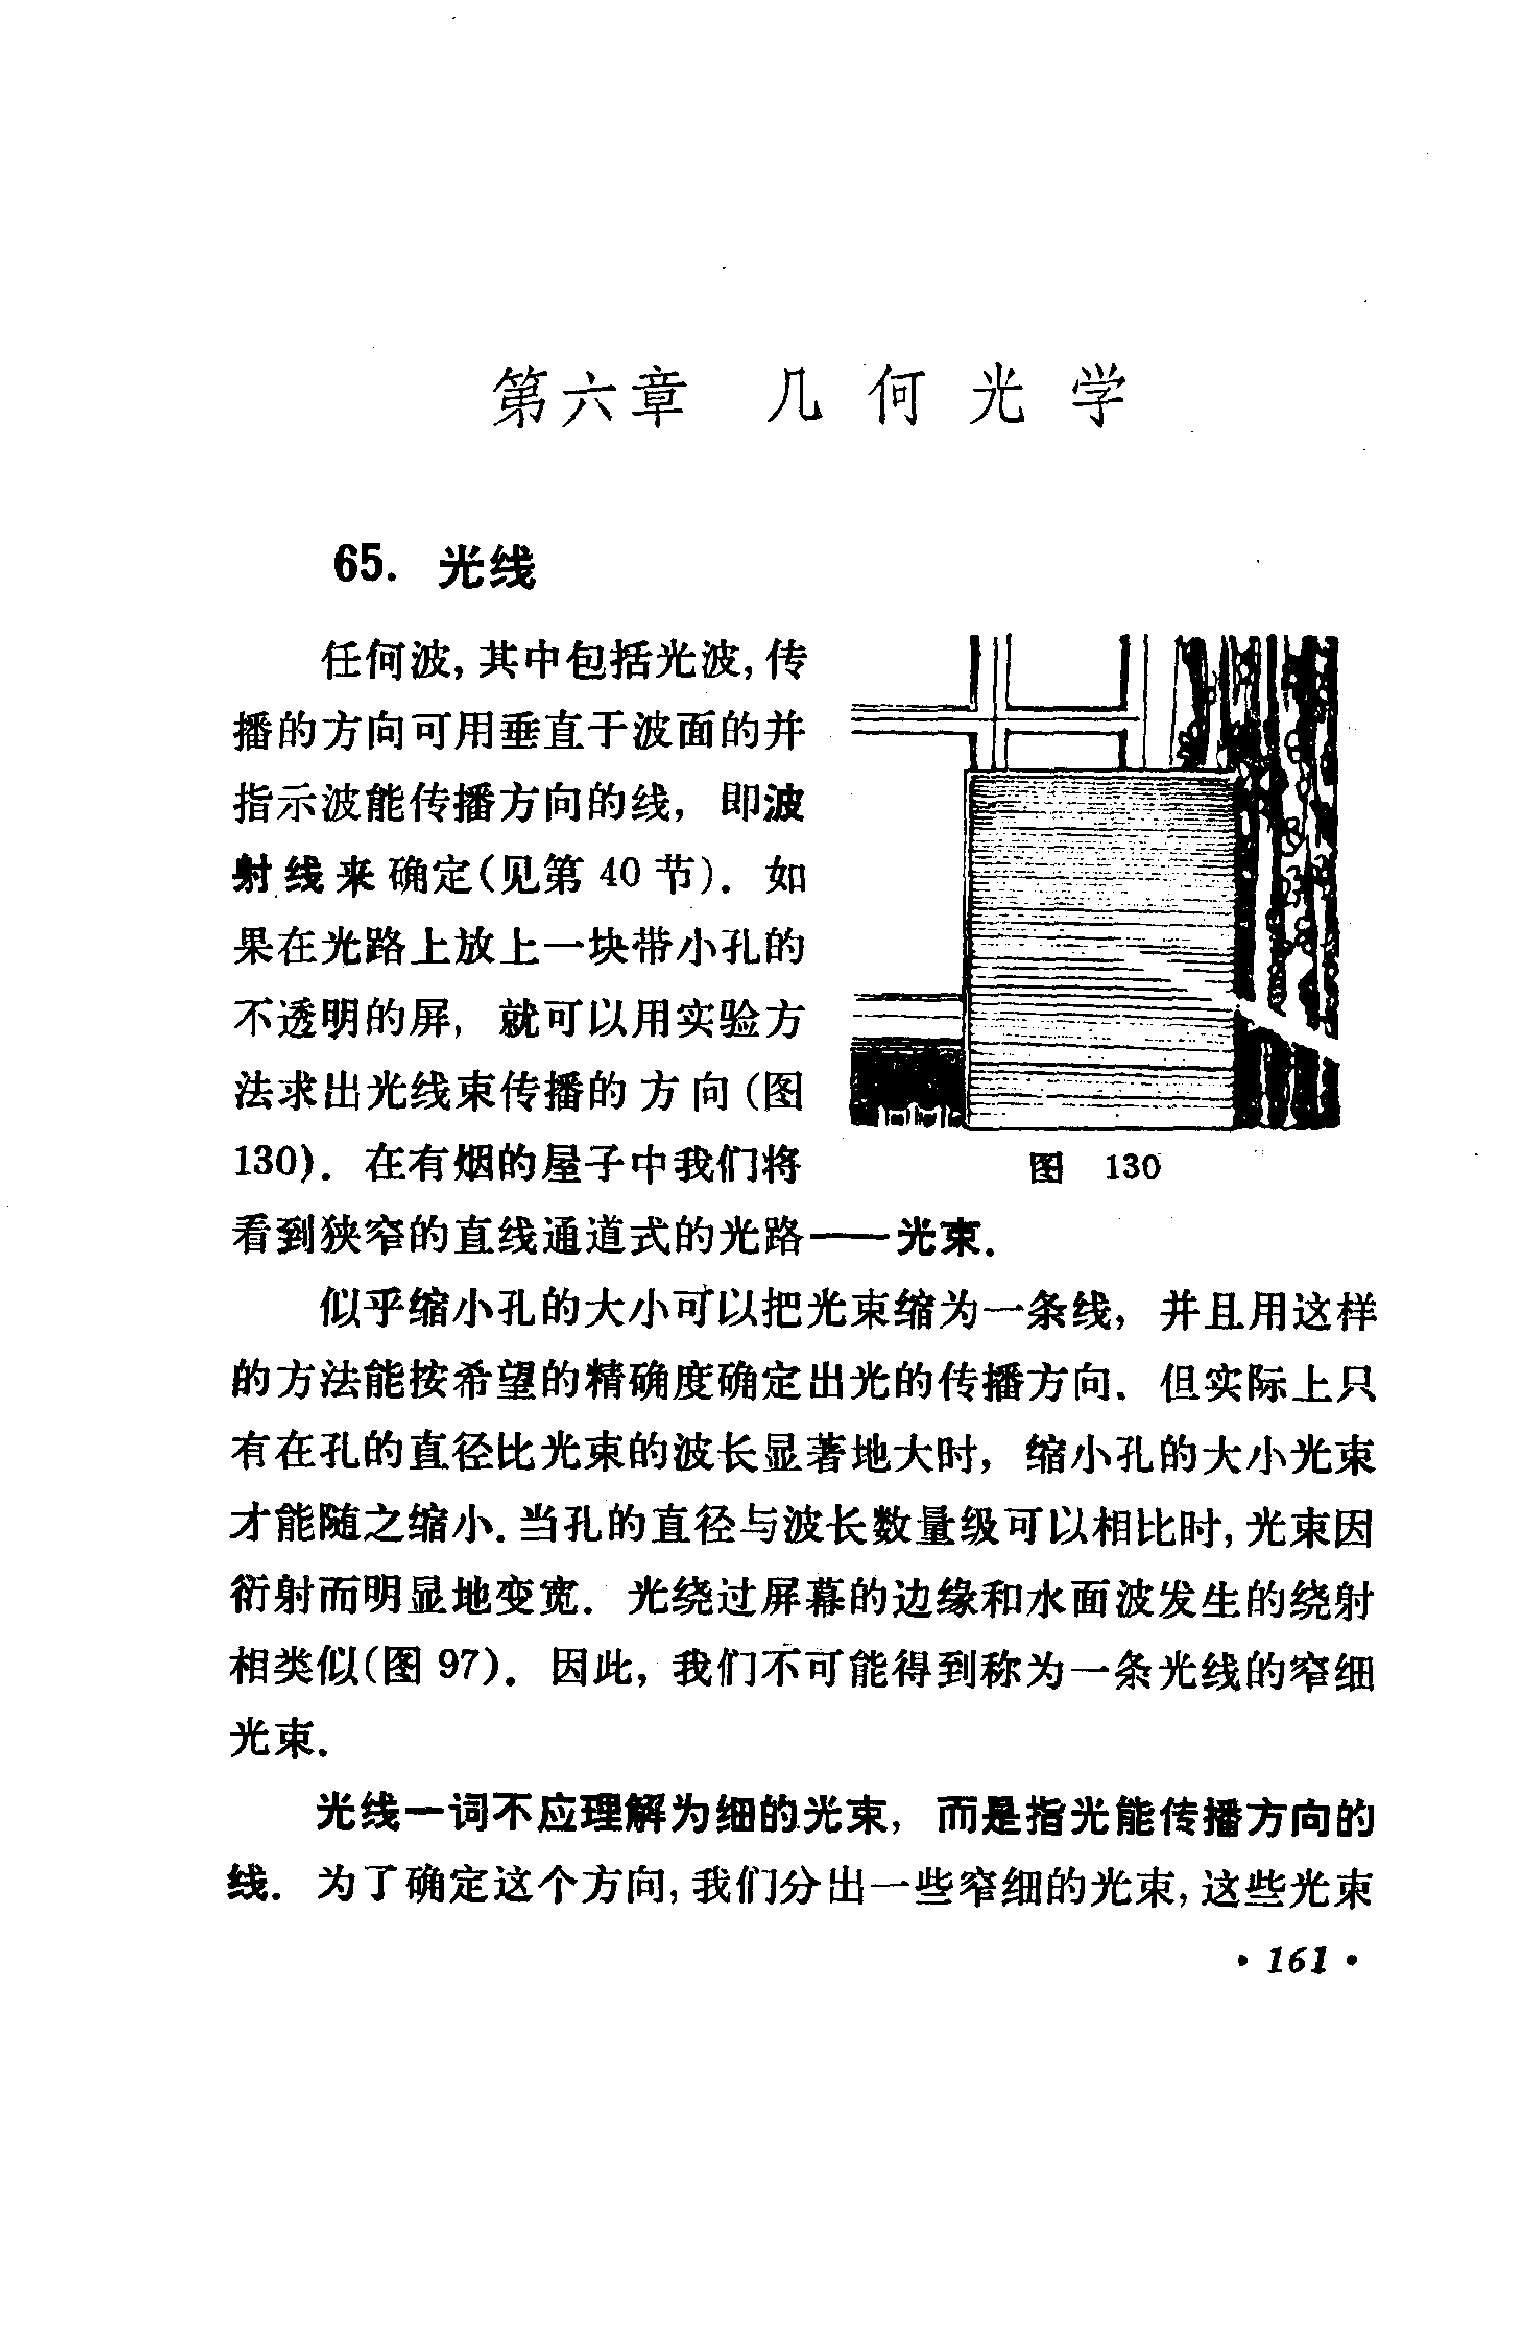 第六章 几何光学
65. 光线
任何波,其中包括光波,传
播的方向可用垂直于波面的并
指示波能传播方向的线，即波
射线来确定(见第 40 节)．如
果在光路上放上一块带小孔的
不透明的屏，就可以用实验方
法求出光线束传播的方向(图
130)．在有烟的屋子中我们将
看到狭窄的直线通道式的光路——光束．
图 130
似乎缩小孔的大小可以把光束缩为一条线，并且用这样
的方法能按希望的精确度确定出光的传播方向．但实际上只
有在孔的直径比光束的波长显著地大时，缩小孔的大小光束
才能随之缩小．当孔的直径与波长数量级可以相比时,光束因
衍射而明显地变宽．光绕过屏幕的边缘和水面波发生的绕射
相类似(图 97)．因此，我们不可能得到称为一条光线的窄细
光束．
光线一词不应理解为细的光束，而是指光能传播方向的
线．为了确定这个方向,我们分出一些窄细的光束,这些光束
·161·